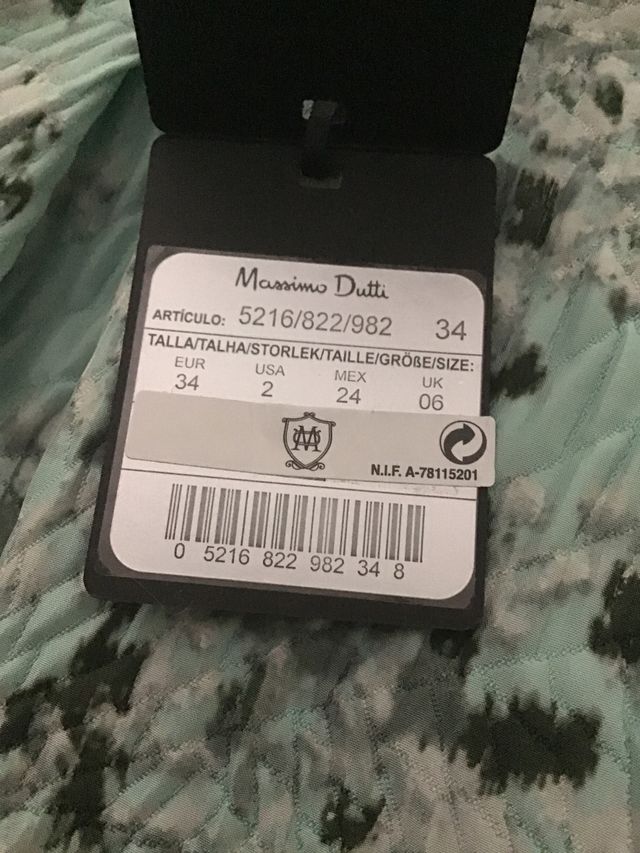 Massimo Dutti
ARTÍCULO: 5216/822/982 34
TALLA/TALHA/STORLEK/TAILLE/GRÖßE/SIZE:
EUR USA MEX UK
34 2 24 06
N.I.F. A-78115201
0 5216 822 982 34 8